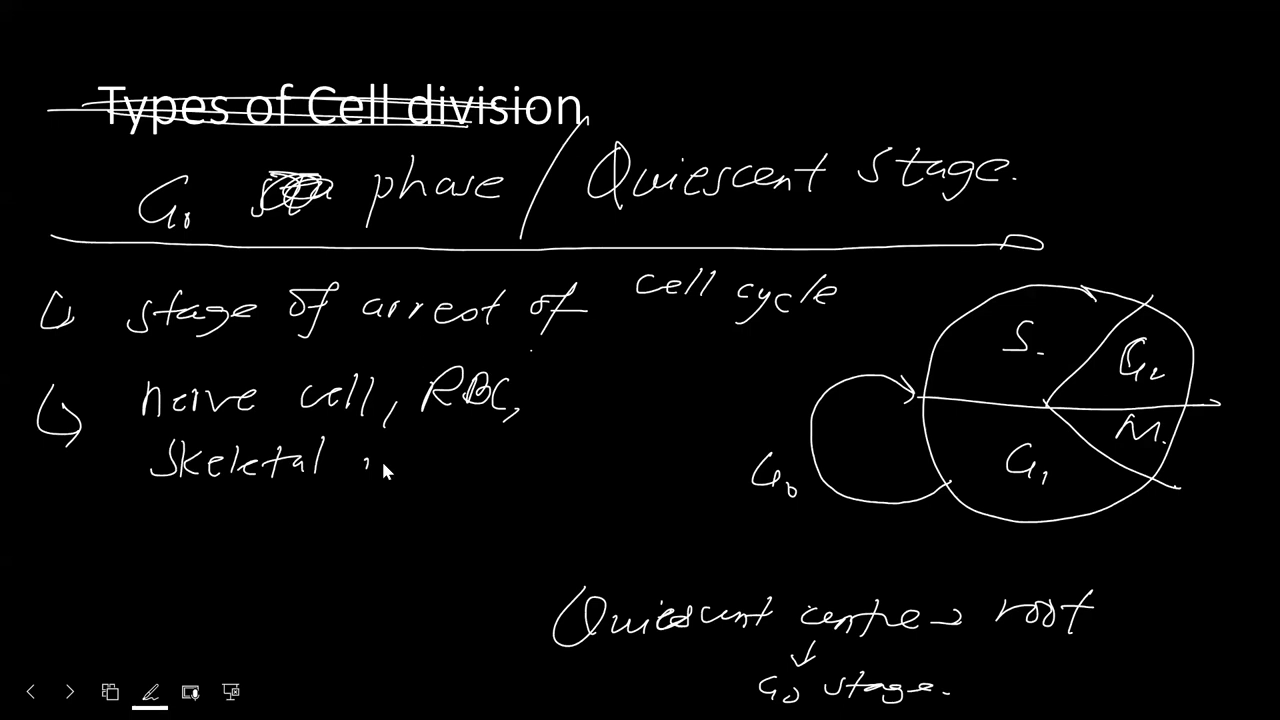 Types of Cell division
G0 phase / Quiescent stage.
stage of arrest of cell cycle
nerve cell, RBC,
skeletal
S.
G2
M.
G1
G0
Quiescent centre → root
↓
G0 stage.